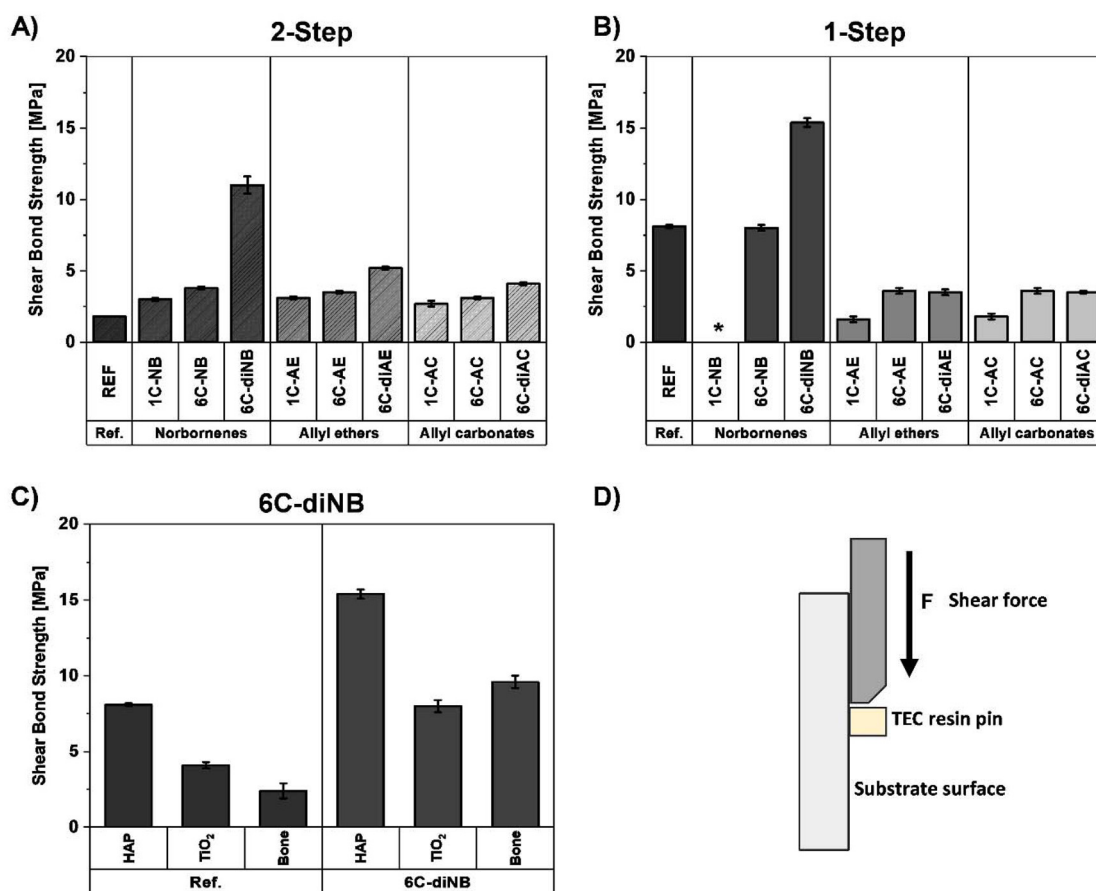 A)
2-Step
Shear Bond Strength [MPa]
20
15
10
5
0
REF
1C-NB
6C-NB
6C-diNB
1C-AE
6C-AE
6C-diAE
1C-AC
6C-AC
6C-diAC
Ref.
Norbornenes
Allyl ethers
Allyl carbonates
B)
1-Step
Shear Bond Strength [MPa]
20
15
10
5
0
*
REF
1C-NB
6C-NB
6C-diNB
1C-AE
6C-AE
6C-diAE
1C-AC
6C-AC
6C-diAC
Ref.
Norbornenes
Allyl ethers
Allyl carbonates
C)
6C-diNB
Shear Bond Strength [MPa]
20
15
10
5
0
HAP
TiO₂
Bone
HAP
TiO₂
Bone
Ref.
6C-diNB
D)
F Shear force
TEC resin pin
Substrate surface